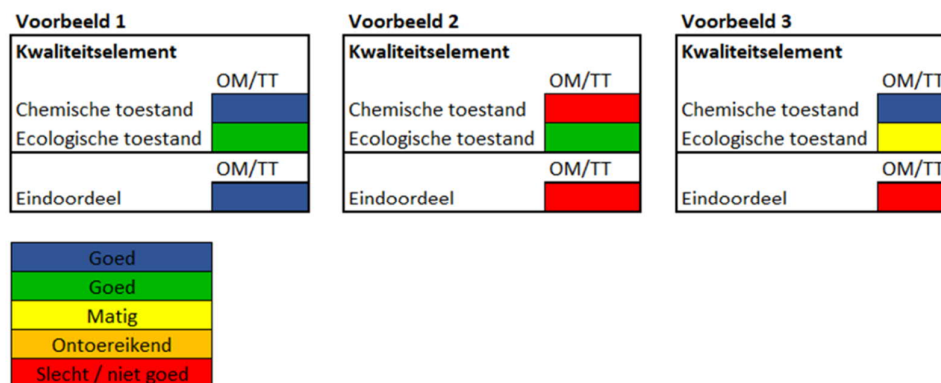 Voorbeeld 1
Kwaliteitselement
OM/TT
Chemische toestand
Ecologische toestand
OM/TT
Eindoordeel
Voorbeeld 2
Kwaliteitselement
OM/TT
Chemische toestand
Ecologische toestand
OM/TT
Eindoordeel
Voorbeeld 3
Kwaliteitselement
OM/TT
Chemische toestand
Ecologische toestand
OM/TT
Eindoordeel
Goed
Goed
Matig
Ontoereikend
Slecht / niet goed